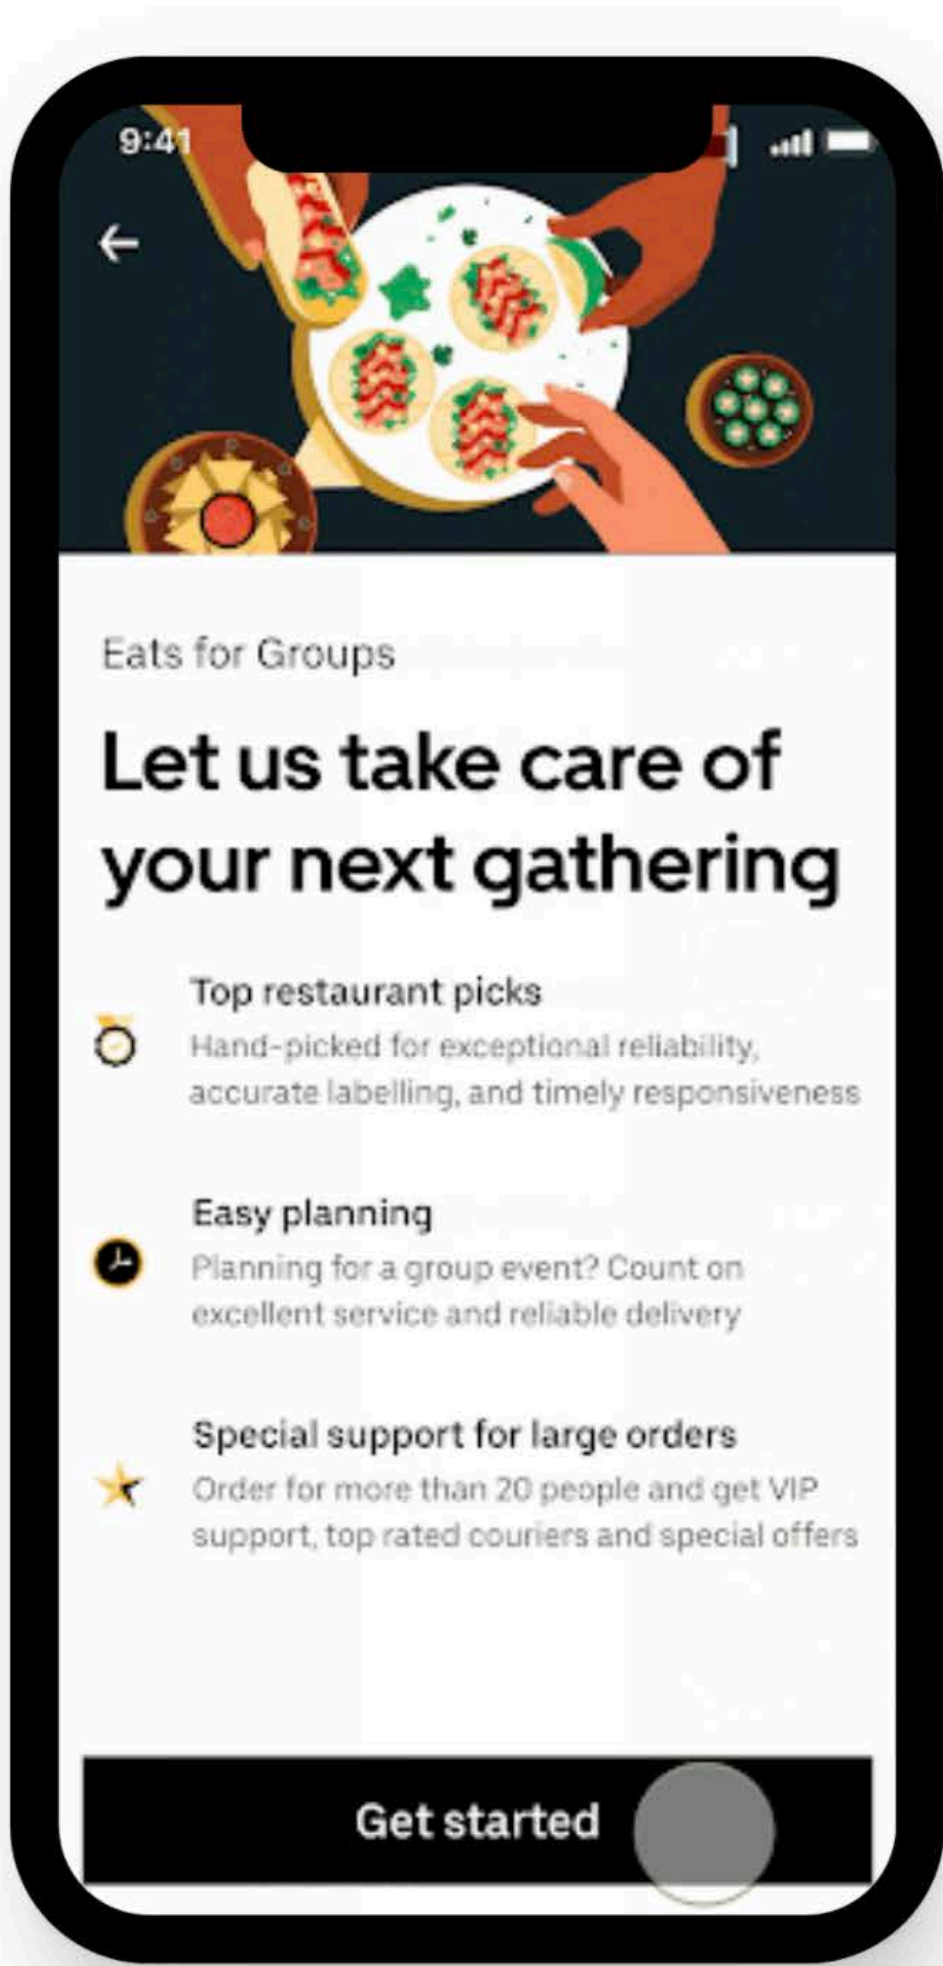 9:41
Eats for Groups
Let us take care of
your next gathering
Top restaurant picks
Hand-picked for exceptional reliability,
accurate labelling, and timely responsiveness
Easy planning
Planning for a group event? Count on
excellent service and reliable delivery
Special support for large orders
Order for more than 20 people and get VIP
support, top rated couriers and special offers
Get started